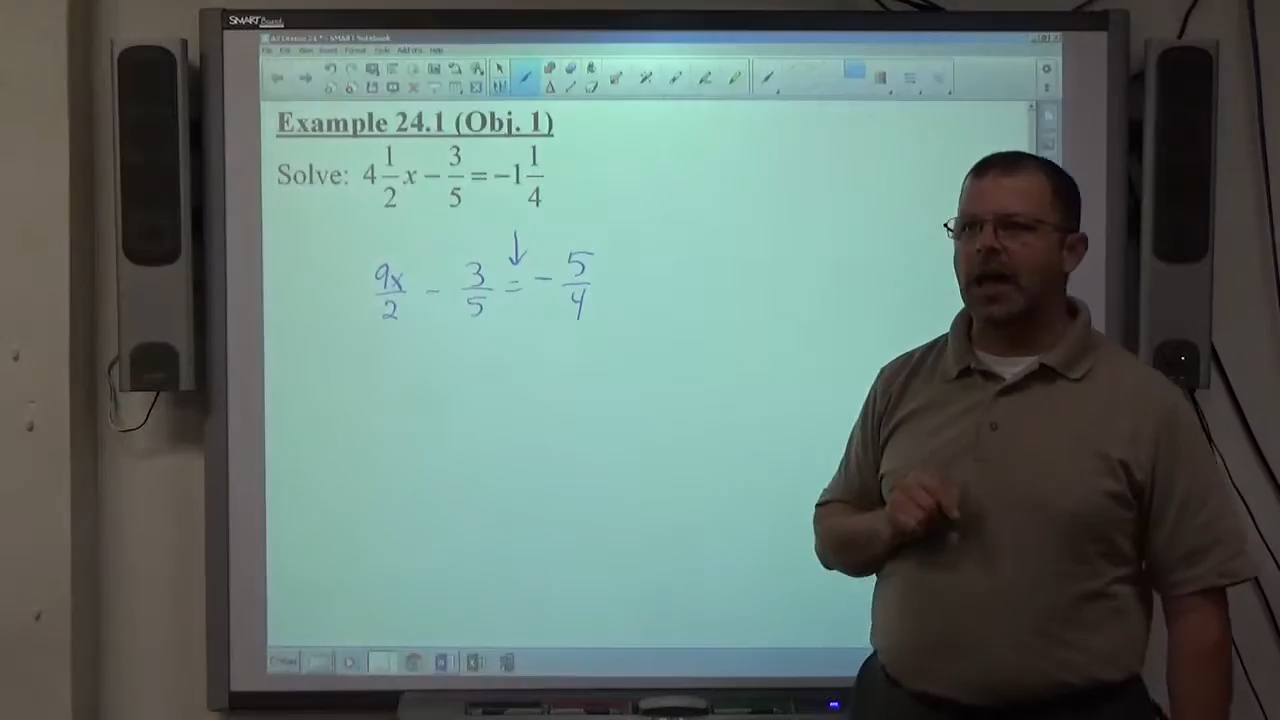 SMART Board
Example 24.1 (Obj. 1)
Solve: 4 1/2 x − 3/5 = −1 1/4
9x/2 − 3/5 = − 5/4